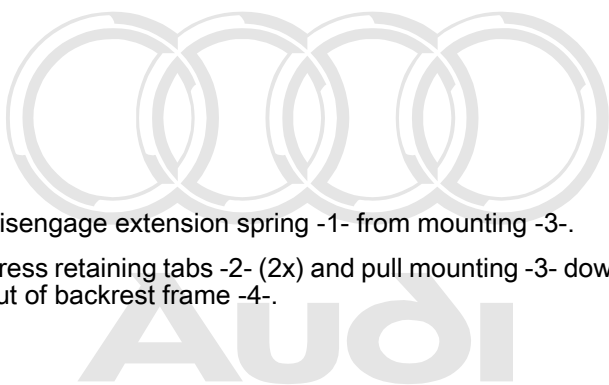 isengage extension spring -1- from mounting -3-.
ress retaining tabs -2- (2x) and pull mounting -3- dow
ut of backrest frame -4-.
Audi